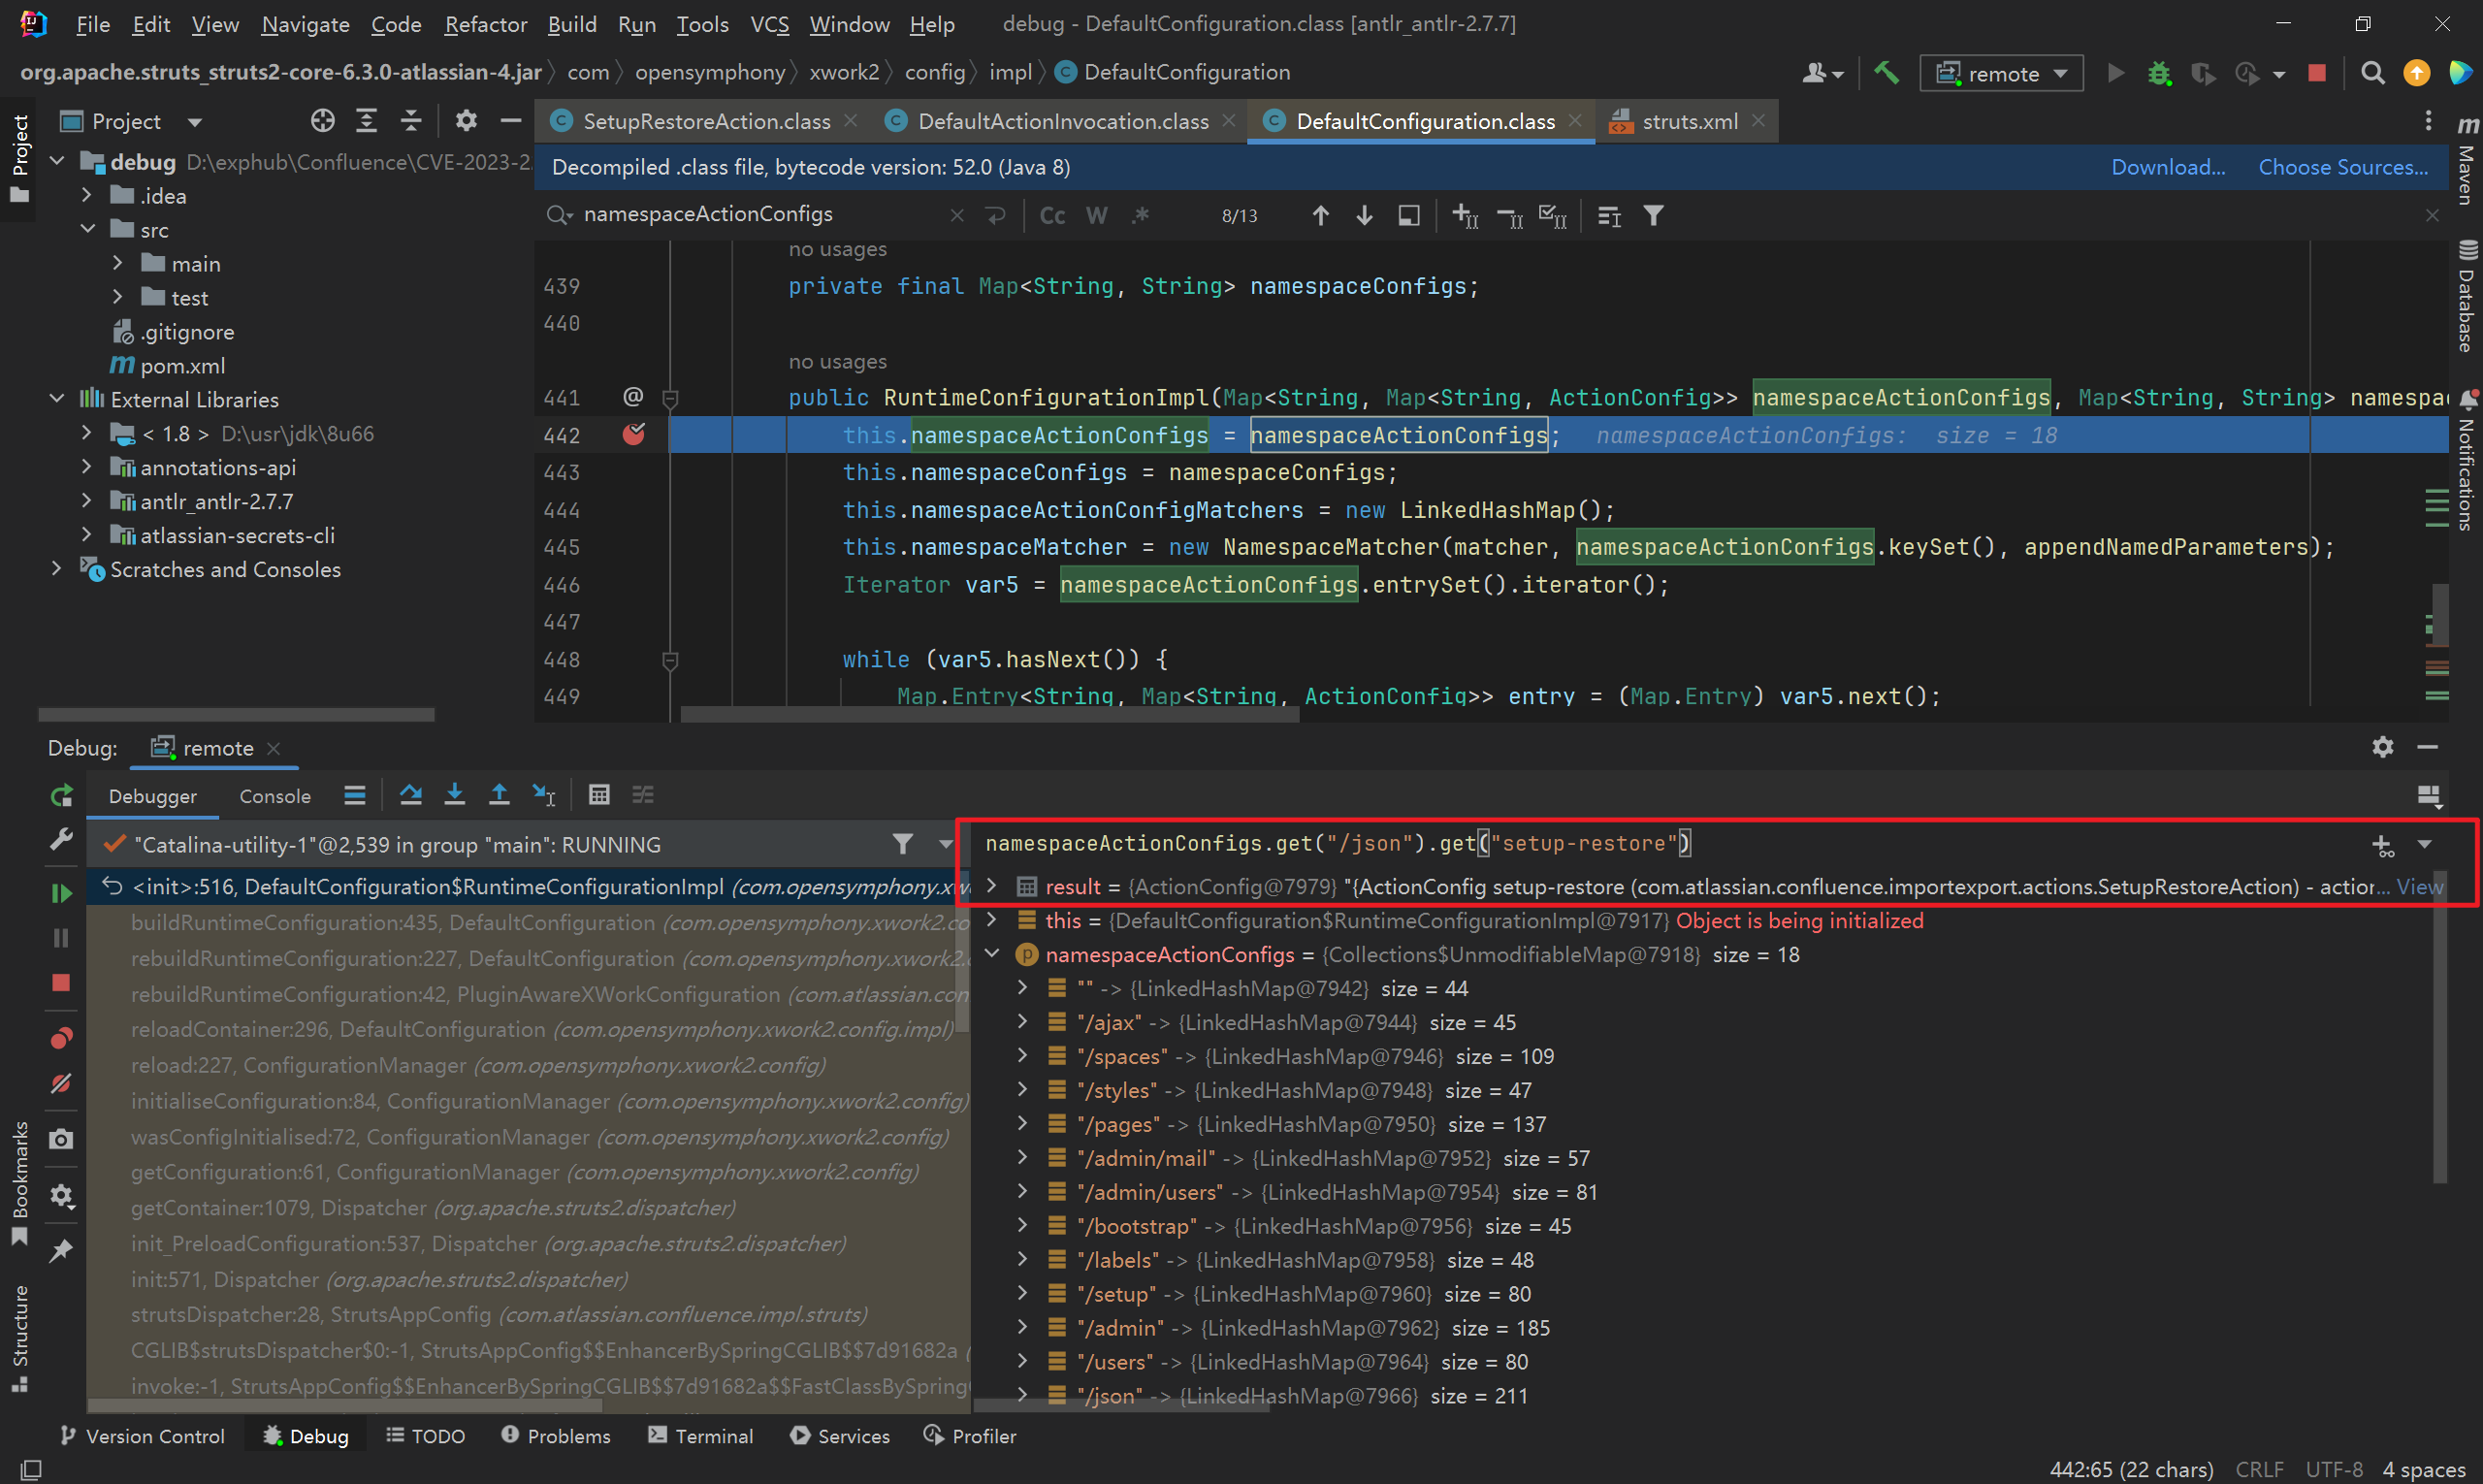 File Edit View Navigate Code Refactor Build Run Tools VCS Window Help debug - DefaultConfiguration.class [antlr_antlr-2.7.7]
org.apache.struts_struts2-core-6.3.0-atlassian-4.jar com opensymphony xwork2 config impl DefaultConfiguration
remote
Project
SetupRestoreAction.class DefaultActionInvocation.class DefaultConfiguration.class struts.xml
Decompiled .class file, bytecode version: 52.0 (Java 8) Download... Choose Sources...
namespaceActionConfigs Cc W .* 8/13
Project
debug D:\exphub\Confluence\CVE-2023-2
.idea
src
main
test
.gitignore
pom.xml
External Libraries
< 1.8 > D:\usr\jdk\8u66
annotations-api
antlr_antlr-2.7.7
atlassian-secrets-cli
Scratches and Consoles
no usages
439 private final Map<String, String> namespaceConfigs;
440
no usages
441 @ public RuntimeConfigurationImpl(Map<String, Map<String, ActionConfig>> namespaceActionConfigs, Map<String, String> namespa
442 this.namespaceActionConfigs = namespaceActionConfigs; namespaceActionConfigs: size = 18
443 this.namespaceConfigs = namespaceConfigs;
444 this.namespaceActionConfigMatchers = new LinkedHashMap();
445 this.namespaceMatcher = new NamespaceMatcher(matcher, namespaceActionConfigs.keySet(), appendNamedParameters);
446 Iterator var5 = namespaceActionConfigs.entrySet().iterator();
447
448 while (var5.hasNext()) {
449 Map.Entry<String, Map<String, ActionConfig>> entry = (Map.Entry) var5.next();
Maven
Database
Notifications
Debug: remote
Debugger Console
"Catalina-utility-1"@2,539 in group "main": RUNNING
<init>:516, DefaultConfiguration$RuntimeConfigurationImpl (com.opensymphony.xw
buildRuntimeConfiguration:435, DefaultConfiguration (com.opensymphony.xwork2.co
rebuildRuntimeConfiguration:227, DefaultConfiguration (com.opensymphony.xwork2.
rebuildRuntimeConfiguration:42, PluginAwareXWorkConfiguration (com.atlassian.con
reloadContainer:296, DefaultConfiguration (com.opensymphony.xwork2.config.impl)
reload:227, ConfigurationManager (com.opensymphony.xwork2.config)
initialiseConfiguration:84, ConfigurationManager (com.opensymphony.xwork2.config)
wasConfigInitialised:72, ConfigurationManager (com.opensymphony.xwork2.config)
getConfiguration:61, ConfigurationManager (com.opensymphony.xwork2.config)
getContainer:1079, Dispatcher (org.apache.struts2.dispatcher)
init_PreloadConfiguration:537, Dispatcher (org.apache.struts2.dispatcher)
init:571, Dispatcher (org.apache.struts2.dispatcher)
strutsDispatcher:28, StrutsAppConfig (com.atlassian.confluence.impl.struts)
CGLIB$strutsDispatcher$0:-1, StrutsAppConfig$$EnhancerBySpringCGLIB$$7d91682a (
invoke:-1, StrutsAppConfig$$EnhancerBySpringCGLIB$$7d91682a$$FastClassBySpring
namespaceActionConfigs.get("/json").get("setup-restore")
result = {ActionConfig@7979} "{ActionConfig setup-restore (com.atlassian.confluence.importexport.actions.SetupRestoreAction) - action... View
this = {DefaultConfiguration$RuntimeConfigurationImpl@7917} Object is being initialized
namespaceActionConfigs = {Collections$UnmodifiableMap@7918} size = 18
"" -> {LinkedHashMap@7942} size = 44
"/ajax" -> {LinkedHashMap@7944} size = 45
"/spaces" -> {LinkedHashMap@7946} size = 109
"/styles" -> {LinkedHashMap@7948} size = 47
"/pages" -> {LinkedHashMap@7950} size = 137
"/admin/mail" -> {LinkedHashMap@7952} size = 57
"/admin/users" -> {LinkedHashMap@7954} size = 81
"/bootstrap" -> {LinkedHashMap@7956} size = 45
"/labels" -> {LinkedHashMap@7958} size = 48
"/setup" -> {LinkedHashMap@7960} size = 80
"/admin" -> {LinkedHashMap@7962} size = 185
"/users" -> {LinkedHashMap@7964} size = 80
"/json" -> {LinkedHashMap@7966} size = 211
Bookmarks
Structure
Version Control Debug TODO Problems Terminal Services Profiler
442:65 (22 chars) CRLF UTF-8 4 spaces